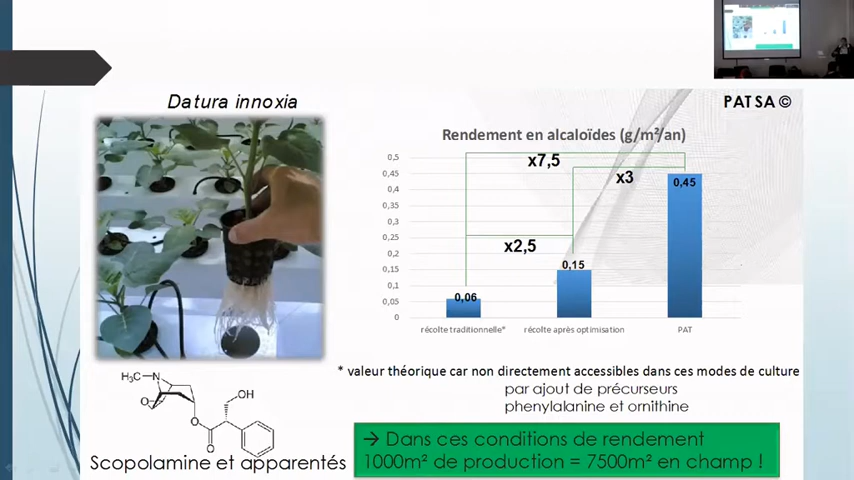 Datura innoxia
PAT SA ©
Rendement en alcaloïdes (g/m²/an)
0,5
0,45
0,4
0,35
0,3
0,25
0,2
0,15
0,1
0,05
0
x7,5
x3
x2,5
0,06
0,15
0,45
récolte traditionnelle*
récolte après optimisation
PAT
* valeur théorique car non directement accessibles dans ces modes de culture
par ajout de précurseurs
phenylalanine et ornithine
H₃C
N
O
OH
O
O
Scopolamine et apparentés
→ Dans ces conditions de rendement
1000m² de production = 7500m² en champ !